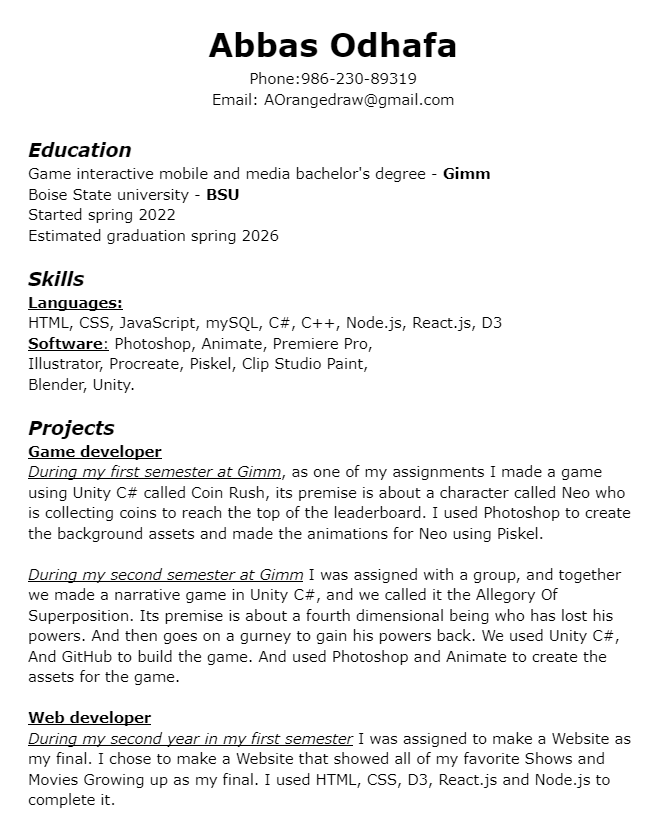 Abbas Odhafa
Phone:986-230-89319
Email: AOrangedraw@gmail.com
Education
Game interactive mobile and media bachelor's degree - Gimm
Boise State university - BSU
Started spring 2022
Estimated graduation spring 2026
Skills
Languages:
HTML, CSS, JavaScript, mySQL, C#, C++, Node.js, React.js, D3
Software: Photoshop, Animate, Premiere Pro,
Illustrator, Procreate, Piskel, Clip Studio Paint,
Blender, Unity.
Projects
Game developer
During my first semester at Gimm, as one of my assignments I made a game
using Unity C# called Coin Rush, its premise is about a character called Neo who
is collecting coins to reach the top of the leaderboard. I used Photoshop to create
the background assets and made the animations for Neo using Piskel.
During my second semester at Gimm I was assigned with a group, and together
we made a narrative game in Unity C#, and we called it the Allegory Of
Superposition. Its premise is about a fourth dimensional being who has lost his
powers. And then goes on a gurney to gain his powers back. We used Unity C#,
And GitHub to build the game. And used Photoshop and Animate to create the
assets for the game.
Web developer
During my second year in my first semester I was assigned to make a Website as
my final. I chose to make a Website that showed all of my favorite Shows and
Movies Growing up as my final. I used HTML, CSS, D3, React.js and Node.js to
complete it.